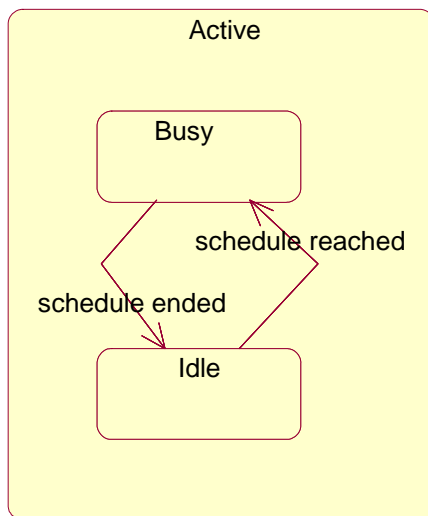 Active
Busy
schedule reached
schedule ended
Idle